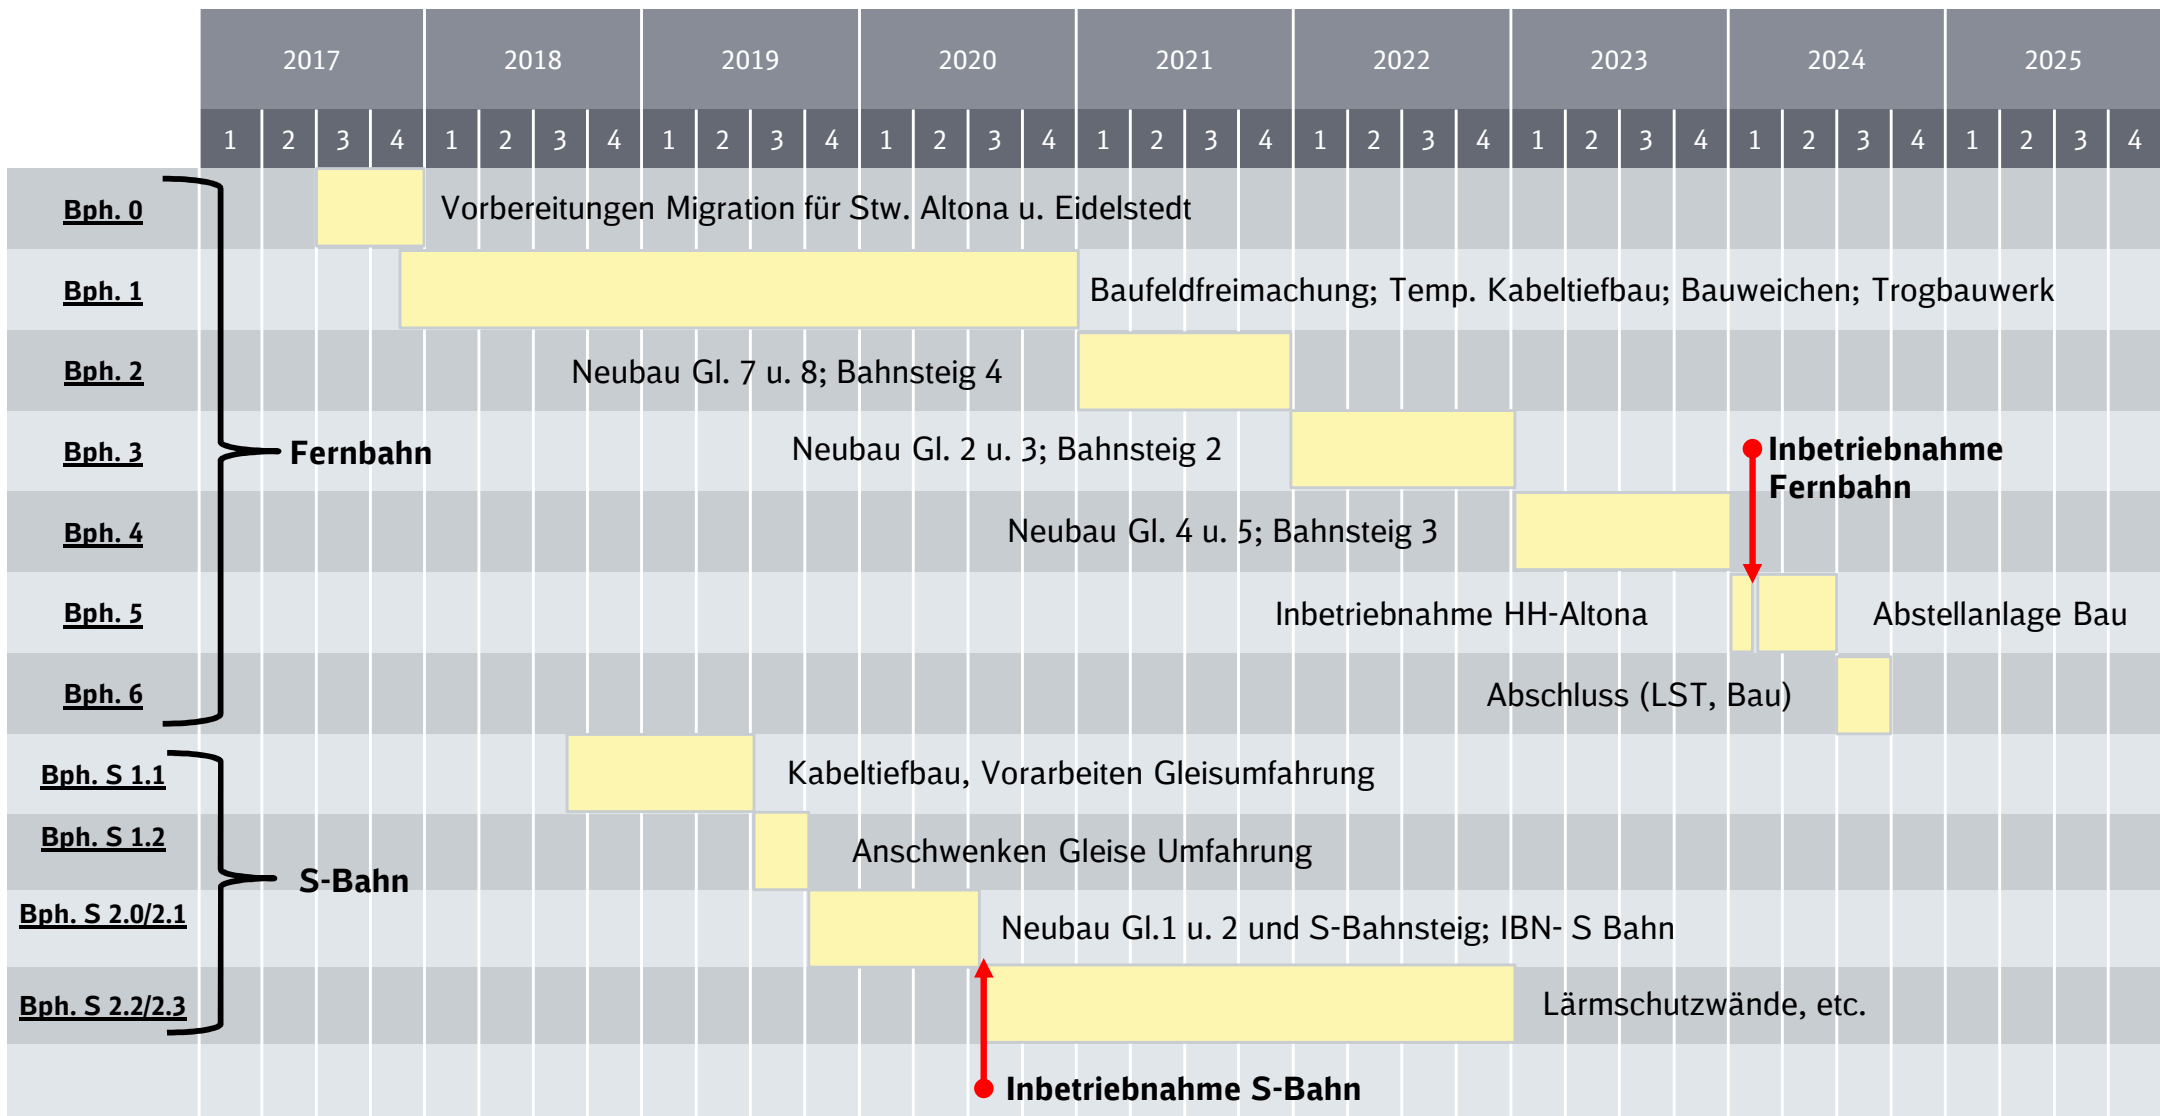 2017 2018 2019 2020 2021 2022 2023 2024 2025
1 2 3 4 1 2 3 4 1 2 3 4 1 2 3 4 1 2 3 4 1 2 3 4 1 2 3 4 1 2 3 4 1 2 3 4
Bph. 0 Vorbereitungen Migration für Stw. Altona u. Eidelstedt
Bph. 1 Baufeldfreimachung; Temp. Kabeltiefbau; Bauweichen; Trogbauwerk
Bph. 2 Neubau Gl. 7 u. 8; Bahnsteig 4
Bph. 3 Fernbahn Neubau Gl. 2 u. 3; Bahnsteig 2 Inbetriebnahme
Fernbahn
Bph. 4 Neubau Gl. 4 u. 5; Bahnsteig 3
Bph. 5 Inbetriebnahme HH-Altona Abstellanlage Bau
Bph. 6 Abschluss (LST, Bau)
Bph. S 1.1 Kabeltiefbau, Vorarbeiten Gleisumfahrung
Bph. S 1.2 Anschwenken Gleise Umfahrung
S-Bahn
Bph. S 2.0/2.1 Neubau Gl.1 u. 2 und S-Bahnsteig; IBN- S Bahn
Bph. S 2.2/2.3 Lärmschutzwände, etc.
Inbetriebnahme S-Bahn